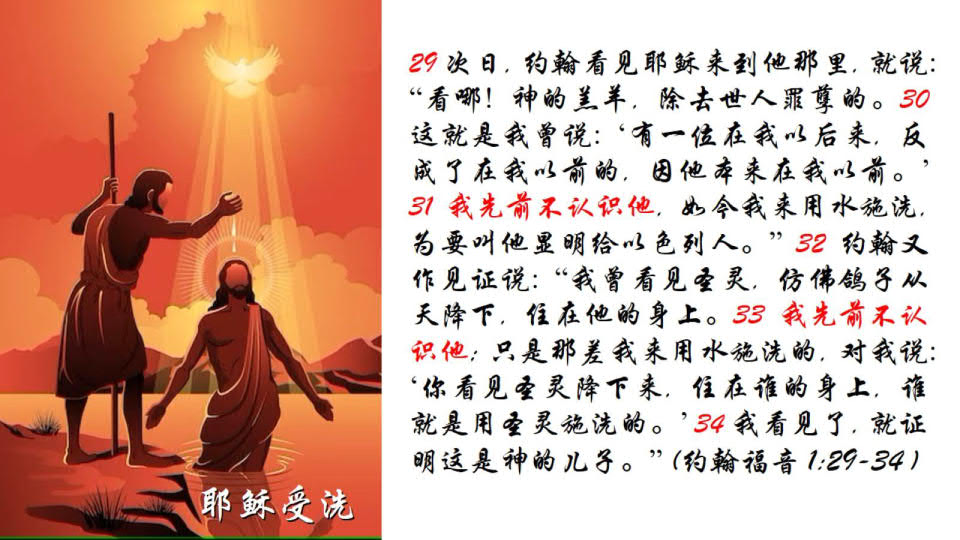 29 次日，约翰看见耶稣来到他那里，就说：
“看哪！神的羔羊，除去世人罪孽的。30
这就是我曾说：‘有一位在我以后来，反
成了在我以前的，因他本来在我以前。’
31 我先前不认识他，如今我来用水施洗，
为要叫他显明给以色列人。” 32 约翰又
作见证说：“我曾看见圣灵，仿佛鸽子从
天降下，住在他的身上。33 我先前不认
识他；只是那差我来用水施洗的，对我说：
‘你看见圣灵降下来，住在谁的身上，谁
就是用圣灵施洗的。’34 我看见了，就证
明这是神的儿子。”（约翰福音 1:29-34）
耶稣受洗